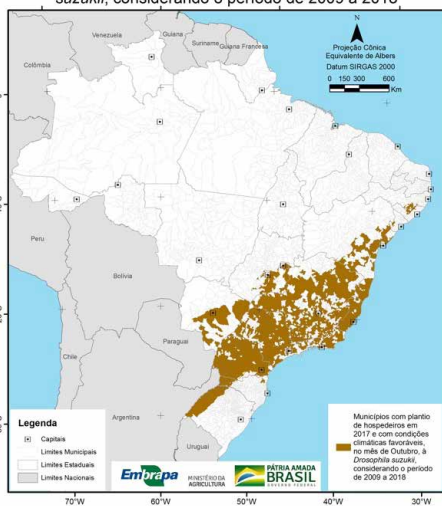 suzukii, considerando o período de 2009 a 2018
Venezuela
Guiana
Suriname
Guiana Francesa
Colômbia
N
Projeção Cônica
Equivalente de Albers
Datum SIRGAS 2000
0 150 300 600
Km
Peru
Bolívia
Paraguai
Chile
Argentina
Uruguai
Legenda
Capitais
Limites Municipais
Limites Estaduais
Limites Nacionais
Municípios com plantio
de hospedeiros em
2017 e com condições
climáticas favoráveis,
no mês de Outubro, à
Drosophila suzukii,
considerando o período
de 2009 a 2018
Embrapa
MINISTÉRIO DA
AGRICULTURA
PÁTRIA AMADA
BRASIL
GOVERNO FEDERAL
70°W 60°W 50°W 40°W 30°W